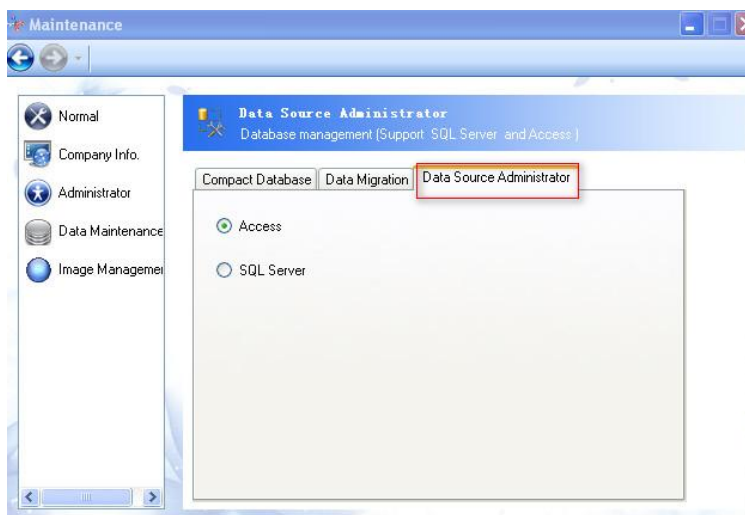 Maintenance
Normal
Company Info.
Administrator
Data Maintenance
Image Managemer
Data Source Administrator
Database management (Support SQL Server and Access )
Compact Database Data Migration Data Source Administrator
Access
SQL Server